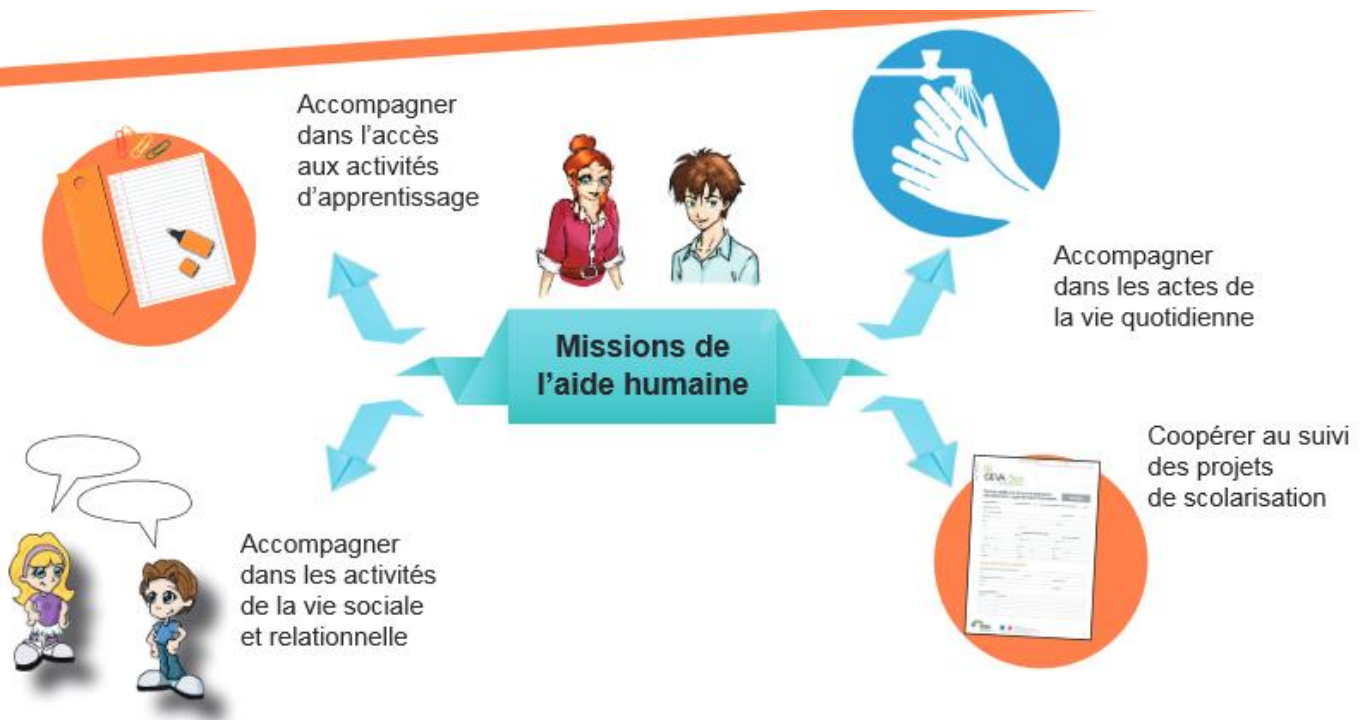 Accompagner
dans l’accès
aux activités
d’apprentissage
Accompagner
dans les actes de
la vie quotidienne
Missions de
l’aide humaine
Coopérer au suivi
des projets
de scolarisation
GEVA
Accompagner
dans les activités
de la vie sociale
et relationnelle